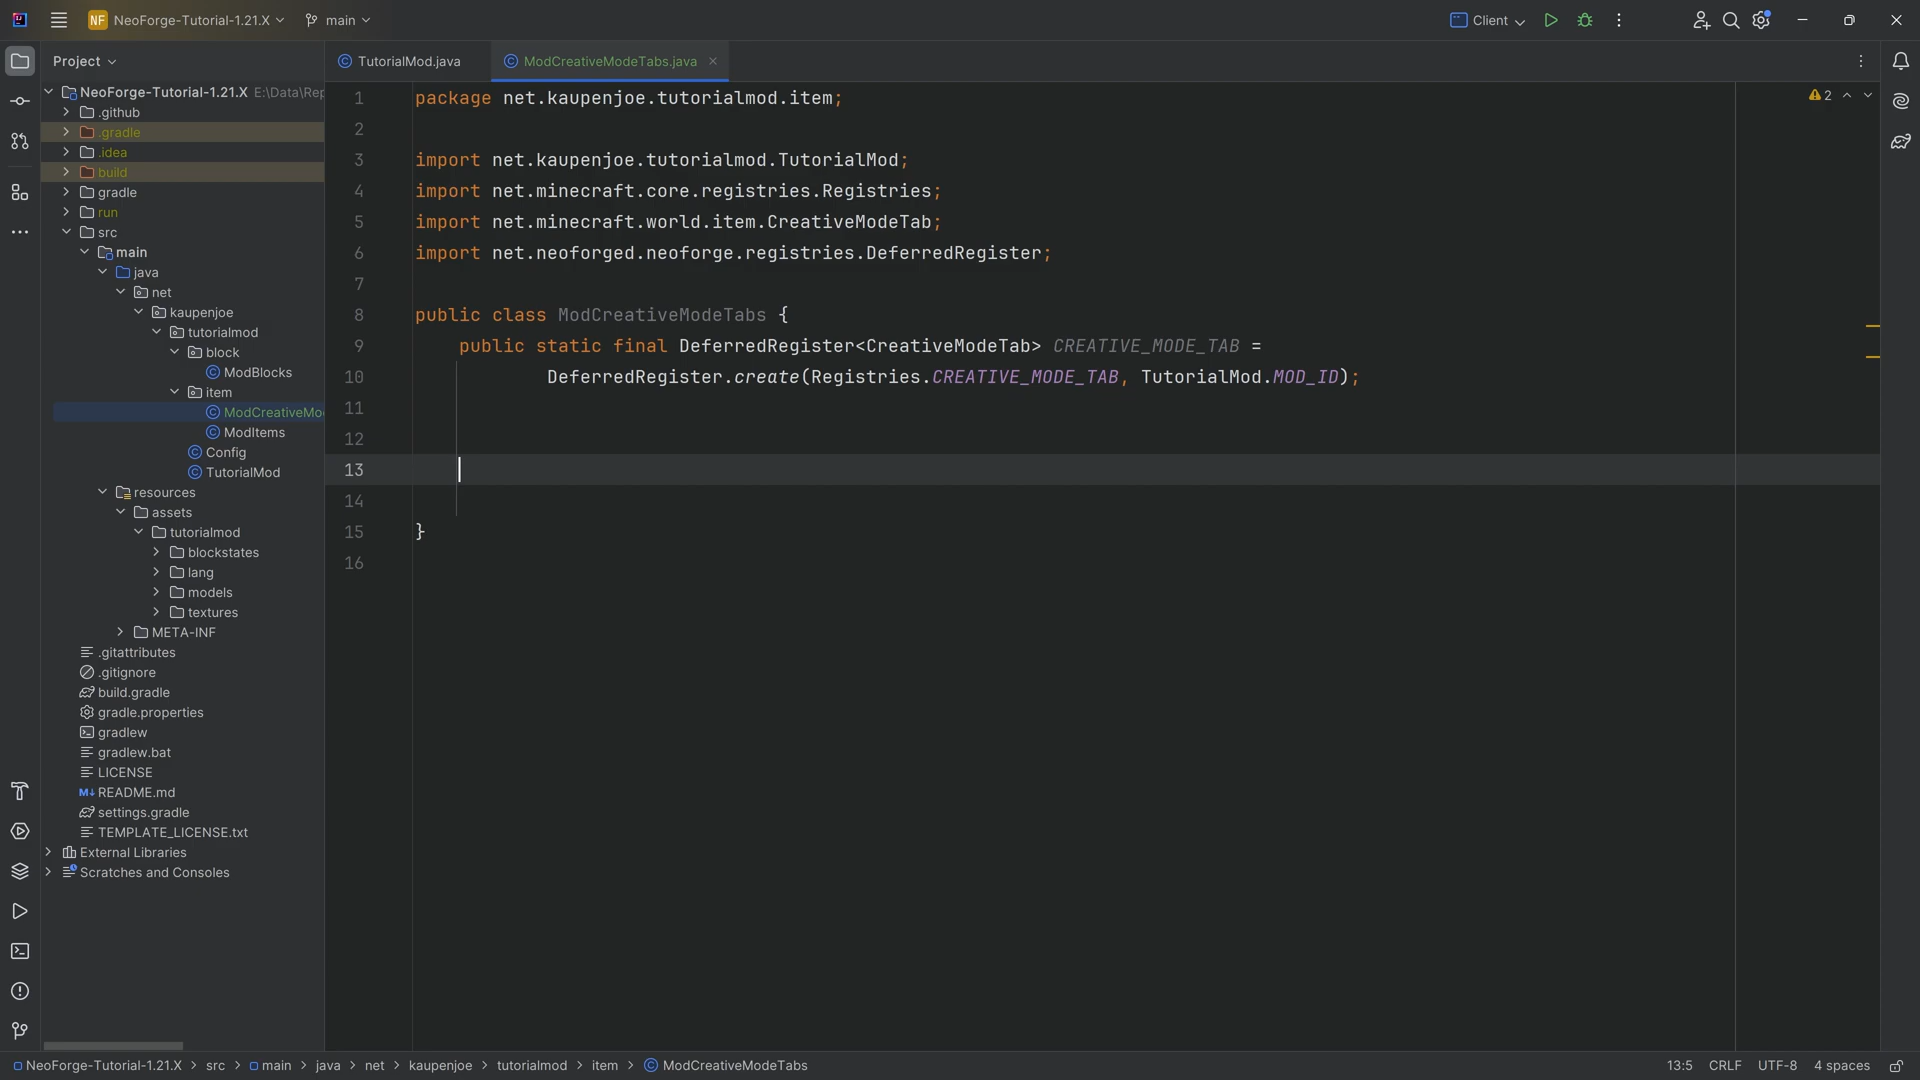 NF NeoForge-Tutorial-1.21.X main Client
Project
TutorialMod.java ModCreativeModeTabs.java
NeoForge-Tutorial-1.21.X E:\Data\Rep
.github
.gradle
.idea
build
gradle
run
src
main
java
net
kaupenjoe
tutorialmod
block
ModBlocks
item
ModCreativeMo
ModItems
Config
TutorialMod
resources
assets
tutorialmod
blockstates
lang
models
textures
META-INF
.gitattributes
.gitignore
build.gradle
gradle.properties
gradlew
gradlew.bat
LICENSE
M↓ README.md
settings.gradle
TEMPLATE_LICENSE.txt
External Libraries
Scratches and Consoles
1 package net.kaupenjoe.tutorialmod.item;
2
3 import net.kaupenjoe.tutorialmod.TutorialMod;
4 import net.minecraft.core.registries.Registries;
5 import net.minecraft.world.item.CreativeModeTab;
6 import net.neoforged.neoforge.registries.DeferredRegister;
7
8 public class ModCreativeModeTabs {
9 public static final DeferredRegister<CreativeModeTab> CREATIVE_MODE_TAB =
10 DeferredRegister.create(Registries.CREATIVE_MODE_TAB, TutorialMod.MOD_ID);
11
12
13
14
15 }
16
2
NeoForge-Tutorial-1.21.X > src > main > java > net > kaupenjoe > tutorialmod > item > ModCreativeModeTabs
13:5 CRLF UTF-8 4 spaces